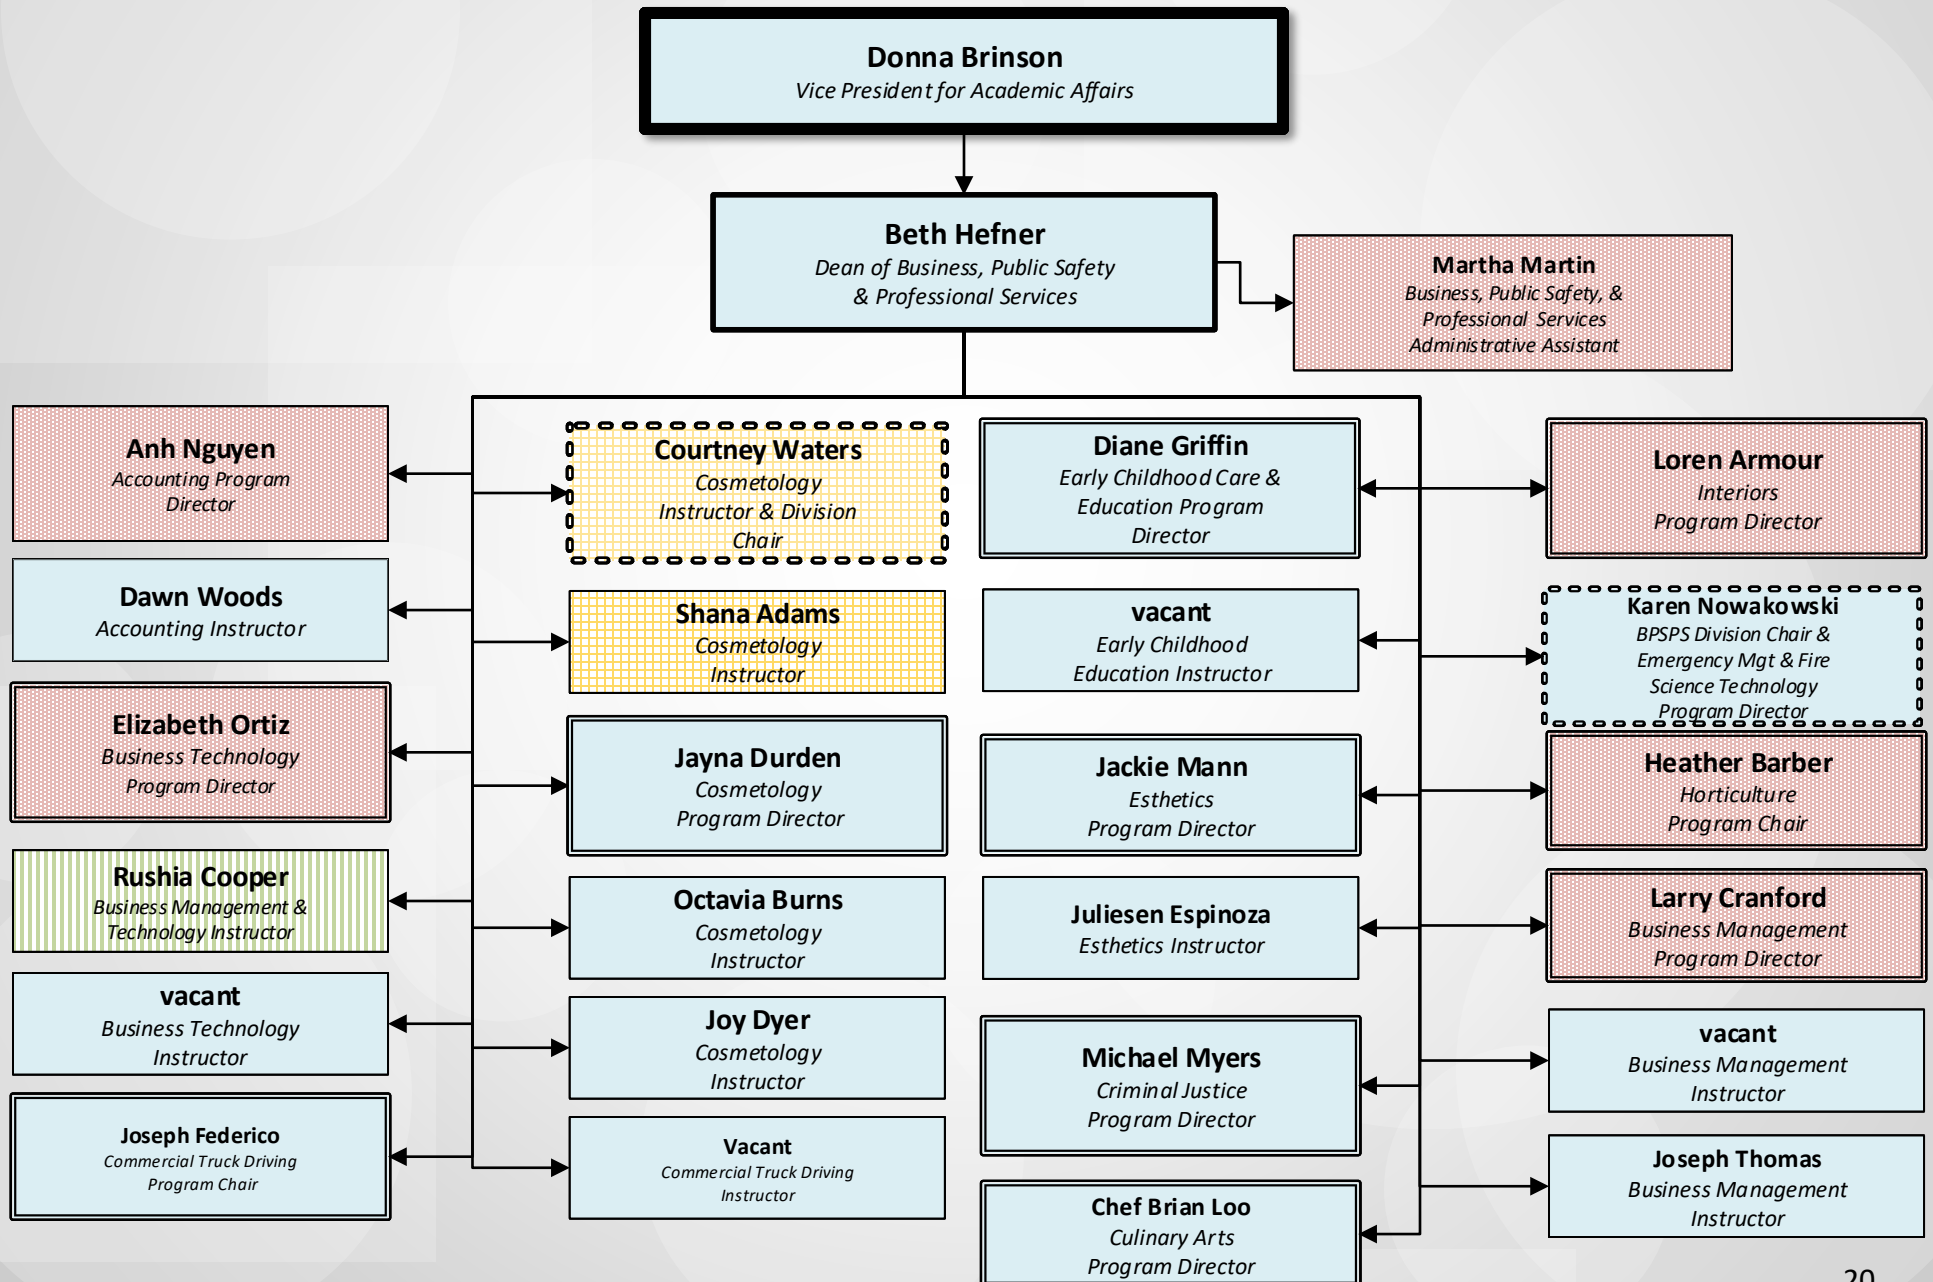 Donna Brinson
Vice President for Academic Affairs
Beth Hefner
Dean of Business, Public Safety
& Professional Services
Martha Martin
Business, Public Safety, &
Professional Services
Administrative Assistant
Anh Nguyen
Accounting Program
Director
Dawn Woods
Accounting Instructor
Elizabeth Ortiz
Business Technology
Program Director
Rushia Cooper
Business Management &
Technology Instructor
vacant
Business Technology
Instructor
Joseph Federico
Commercial Truck Driving
Program Chair
Courtney Waters
Cosmetology
Instructor & Division
Chair
Shana Adams
Cosmetology
Instructor
Jayna Durden
Cosmetology
Program Director
Octavia Burns
Cosmetology
Instructor
Joy Dyer
Cosmetology
Instructor
Vacant
Commercial Truck Driving
Instructor
Diane Griffin
Early Childhood Care &
Education Program
Director
vacant
Early Childhood
Education Instructor
Jackie Mann
Esthetics
Program Director
Juliesen Espinoza
Esthetics Instructor
Michael Myers
Criminal Justice
Program Director
Chef Brian Loo
Culinary Arts
Program Director
Loren Armour
Interiors
Program Director
Karen Nowakowski
BPSPS Division Chair &
Emergency Mgt & Fire
Science Technology
Program Director
Heather Barber
Horticulture
Program Chair
Larry Cranford
Business Management
Program Director
vacant
Business Management
Instructor
Joseph Thomas
Business Management
Instructor
20